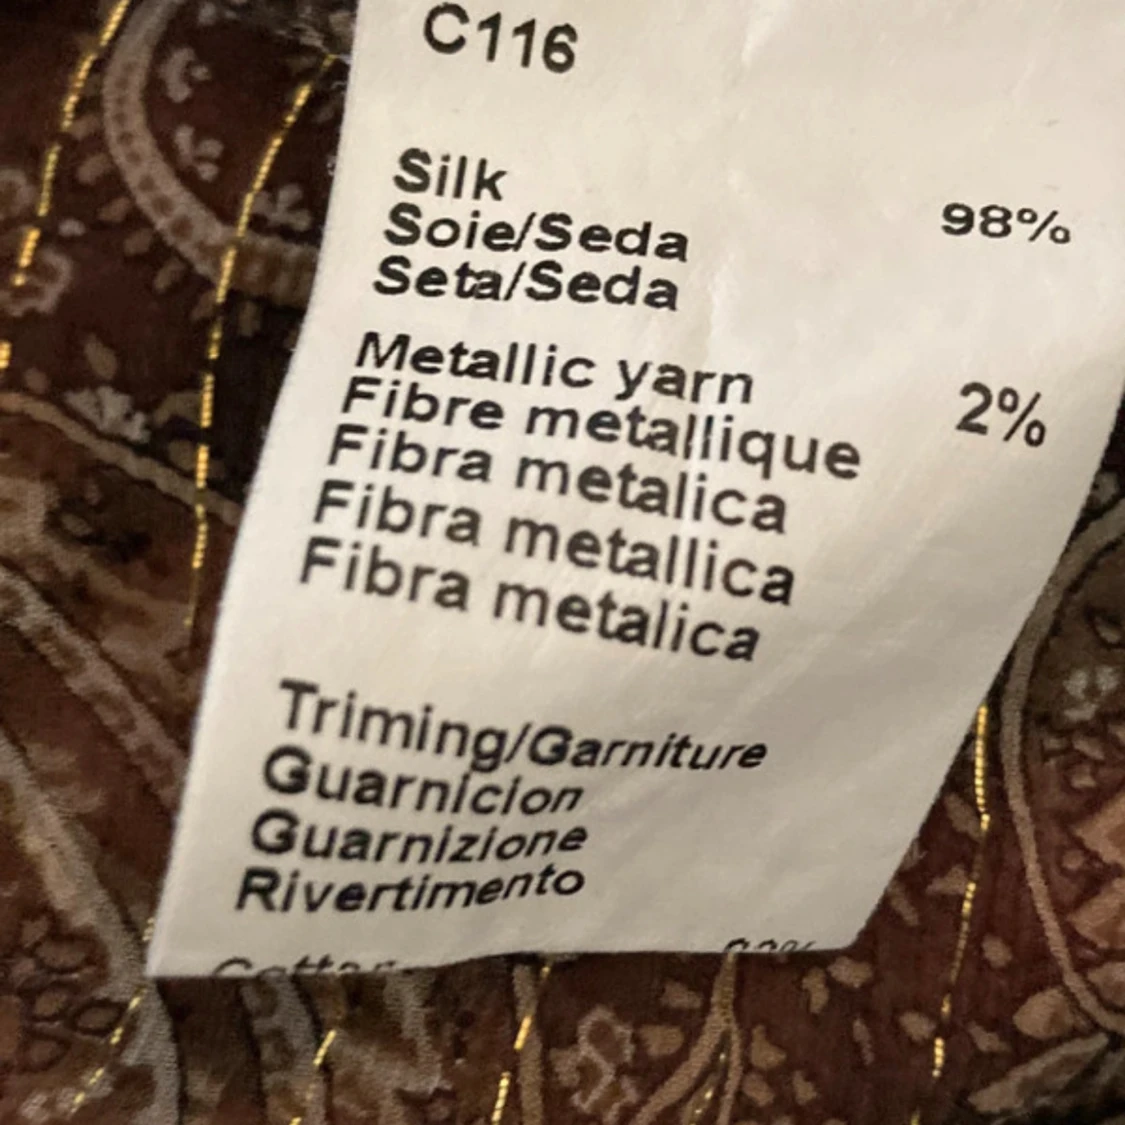 C116
Silk 98%
Soie/Seda
Seta/Seda
Metallic yarn 2%
Fibre metallique
Fibra metalica
Fibra metallica
Fibra metalica
Triming/Garniture
Guarnicion
Guarnizione
Rivertimento